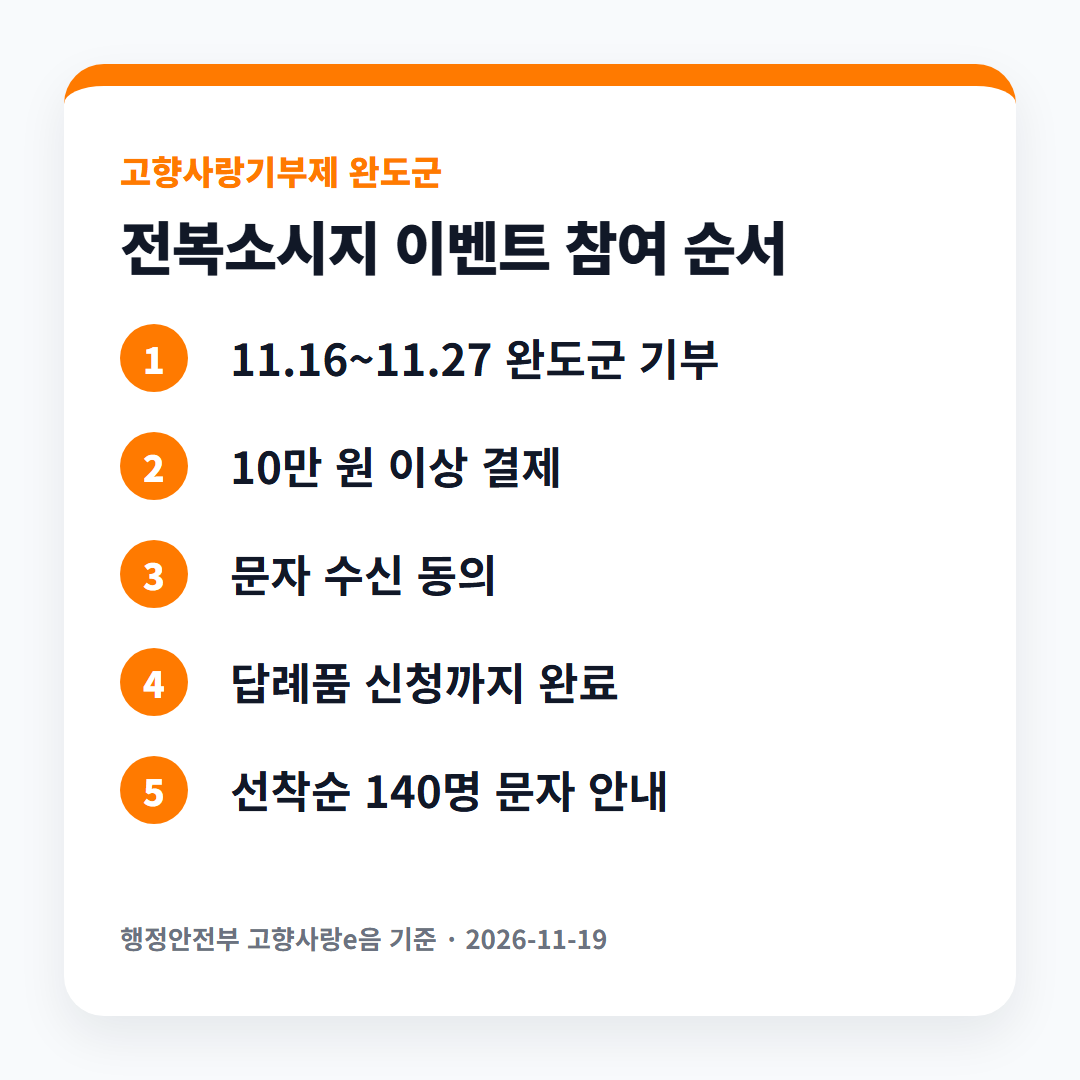 고향사랑기부제 완도군
전복소시지 이벤트 참여 순서
1 11.16~11.27 완도군 기부
2 10만 원 이상 결제
3 문자 수신 동의
4 답례품 신청까지 완료
5 선착순 140명 문자 안내
행정안전부 고향사랑e음 기준 · 2026-11-19